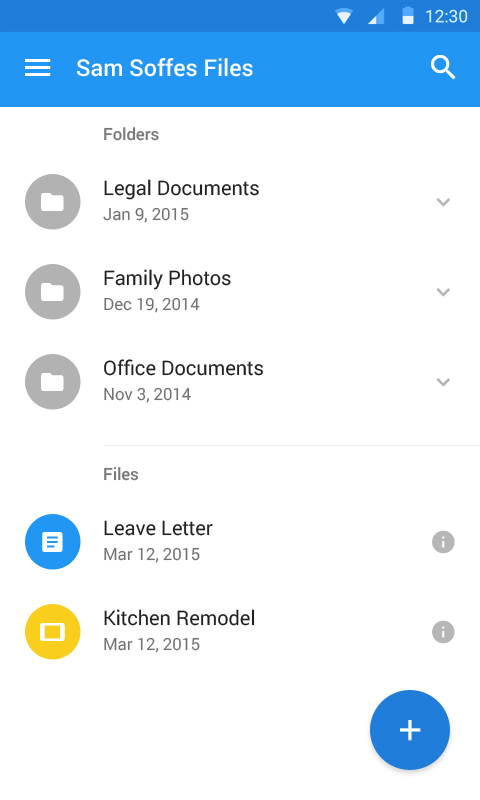 12:30
Sam Soffes Files
Folders
Legal Documents
Jan 9, 2015
Family Photos
Dec 19, 2014
Office Documents
Nov 3, 2014
Files
Leave Letter
Mar 12, 2015
Kitchen Remodel
Mar 12, 2015